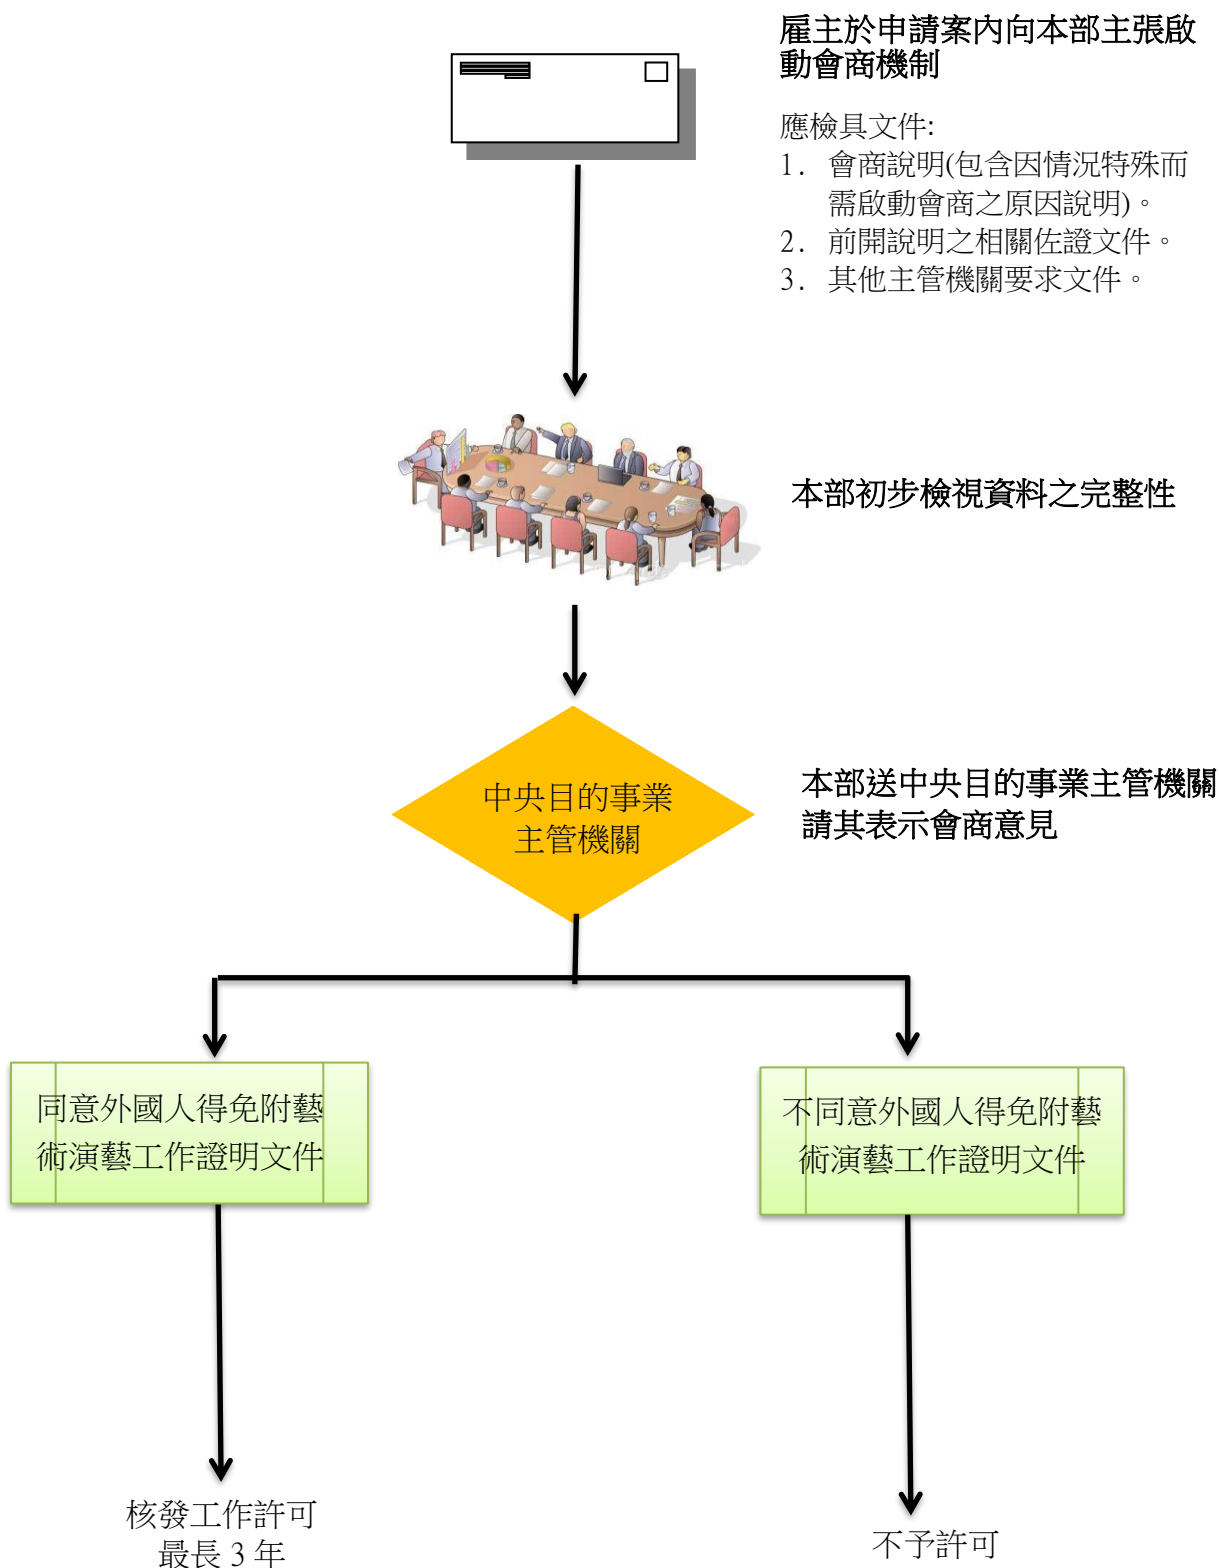 雇主於申請案內向本部主張啟
動會商機制
應檢具文件:
1. 會商說明(包含因情況特殊而
需啟動會商之原因說明)。
2. 前開說明之相關佐證文件。
3. 其他主管機關要求文件。
本部初步檢視資料之完整性
中央目的事業
主管機關
本部送中央目的事業主管機關
請其表示會商意見
同意外國人得免附藝
術演藝工作證明文件
不同意外國人得免附藝
術演藝工作證明文件
核發工作許可
最長 3 年
不予許可